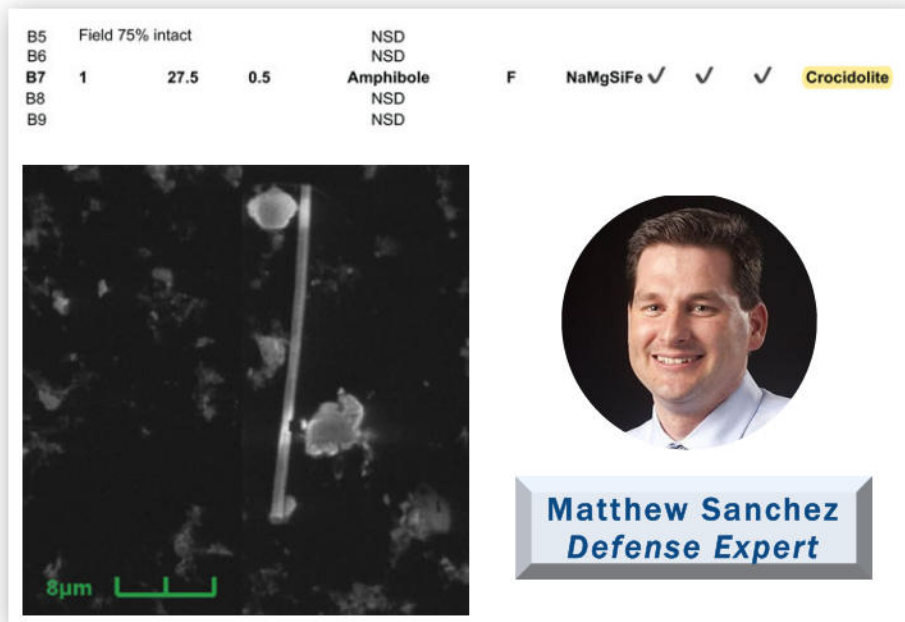 B5 Field 75% intact NSD
B6 NSD
B7 1 27.5 0.5 Amphibole F NaMgSiFe ✓ ✓ ✓ Crocidolite
B8 NSD
B9 NSD
8µm
Matthew Sanchez
Defense Expert